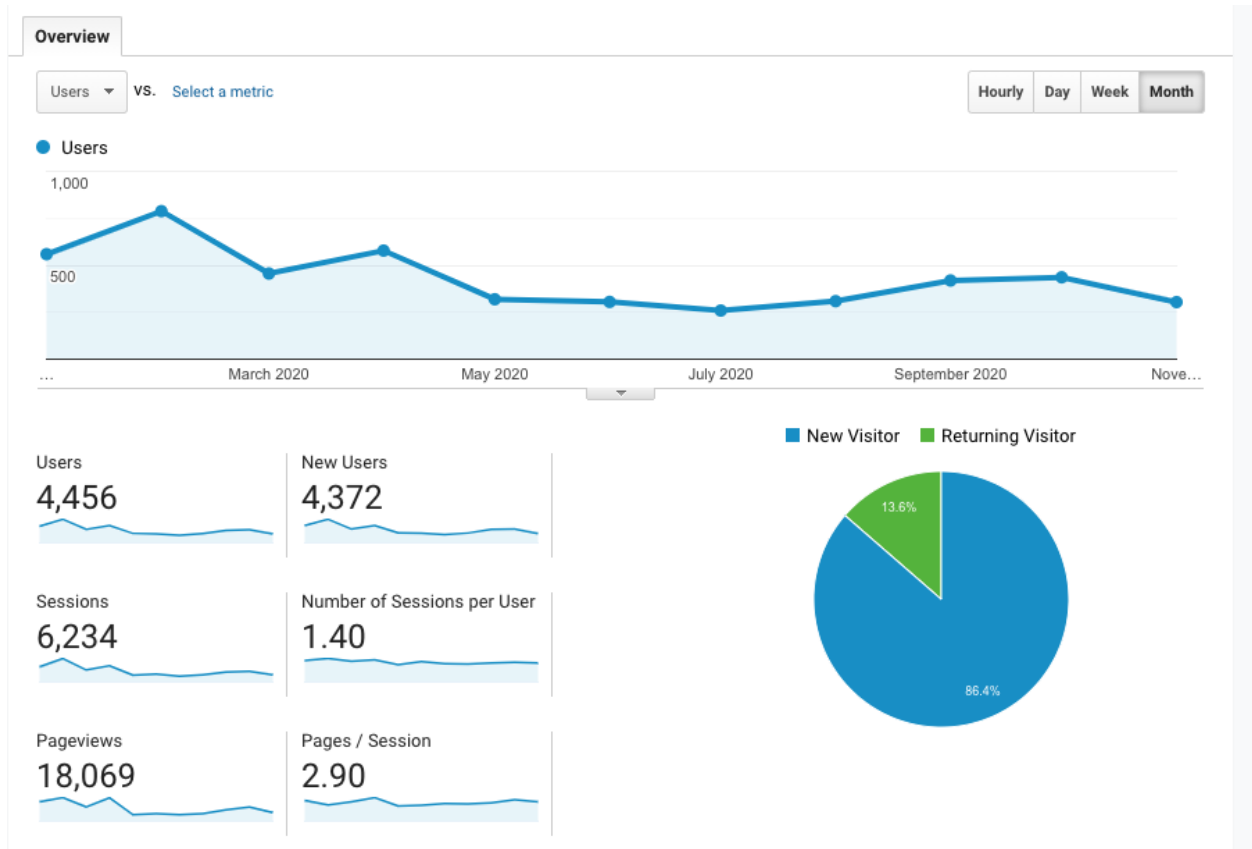 Overview
Users VS. Select a metric Hourly Day Week Month
Users
1,000
500
... March 2020 May 2020 July 2020 September 2020 Nove...
New Visitor Returning Visitor
Users New Users
4,456 4,372
Sessions Number of Sessions per User
6,234 1.40
Pageviews Pages / Session
18,069 2.90
13.6%
86.4%